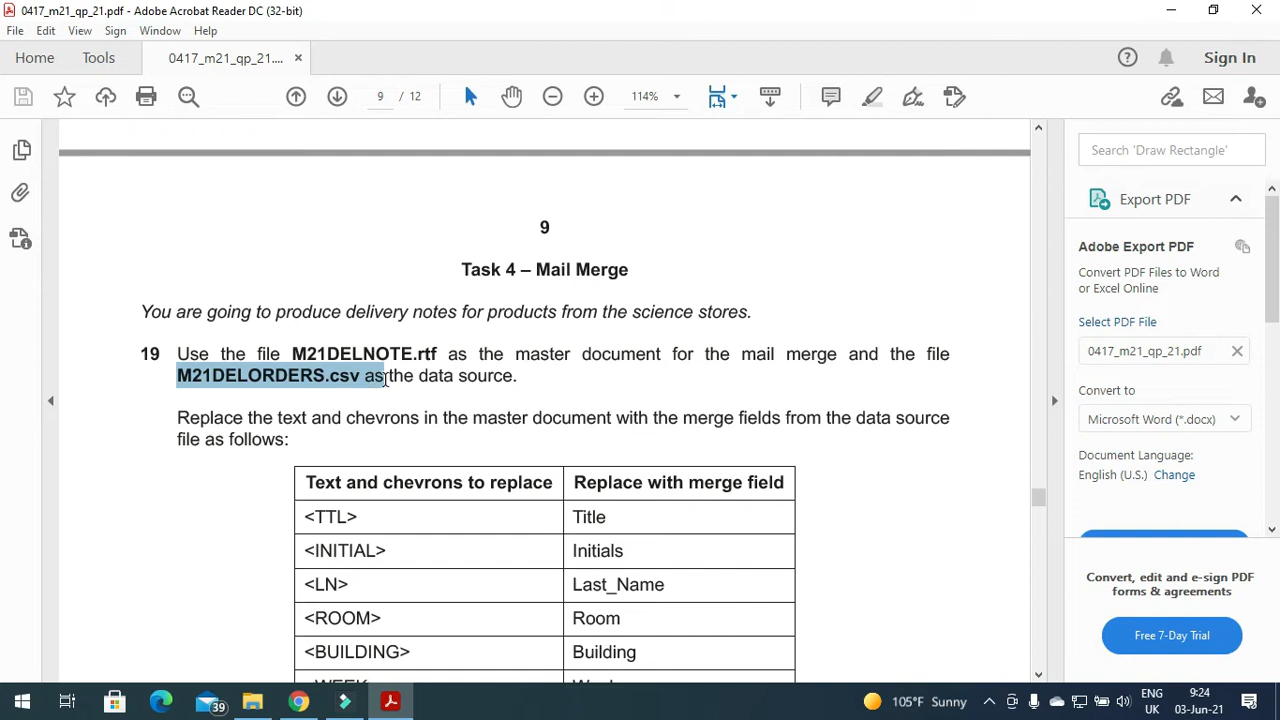 0417_m21_qp_21.pdf - Adobe Acrobat Reader DC (32-bit)
File Edit View Sign Window Help
Home Tools 0417_m21_qp_21.... × Sign In
9 / 12 114%
Search 'Draw Rectangle'
Export PDF
Adobe Export PDF
Convert PDF Files to Word
or Excel Online
Select PDF File
0417_m21_qp_21.pdf
Convert to
Microsoft Word (*.docx)
Document Language:
English (U.S.) Change
Convert, edit and e-sign PDF
forms & agreements
Free 7-Day Trial
9
Task 4 – Mail Merge
You are going to produce delivery notes for products from the science stores.
19 Use the file M21DELNOTE.rtf as the master document for the mail merge and the file
M21DELORDERS.csv as the data source.
Replace the text and chevrons in the master document with the merge fields from the data source
file as follows:
Text and chevrons to replace Replace with merge field
<TTL> Title
<INITIAL> Initials
<LN> Last_Name
<ROOM> Room
<BUILDING> Building
39
105°F Sunny
ENG
UK
9:24
03-Jun-21